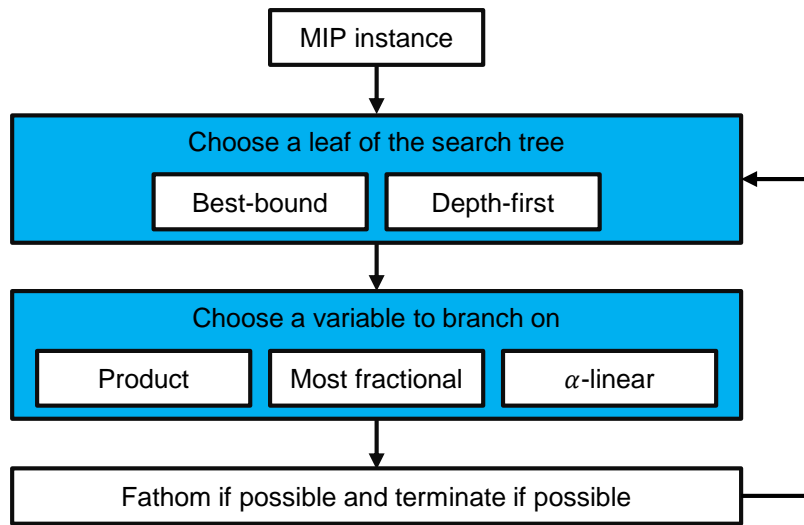 MIP instance
Choose a leaf of the search tree
Best-bound
Depth-first
Choose a variable to branch on
Product
Most fractional
α-linear
Fathom if possible and terminate if possible